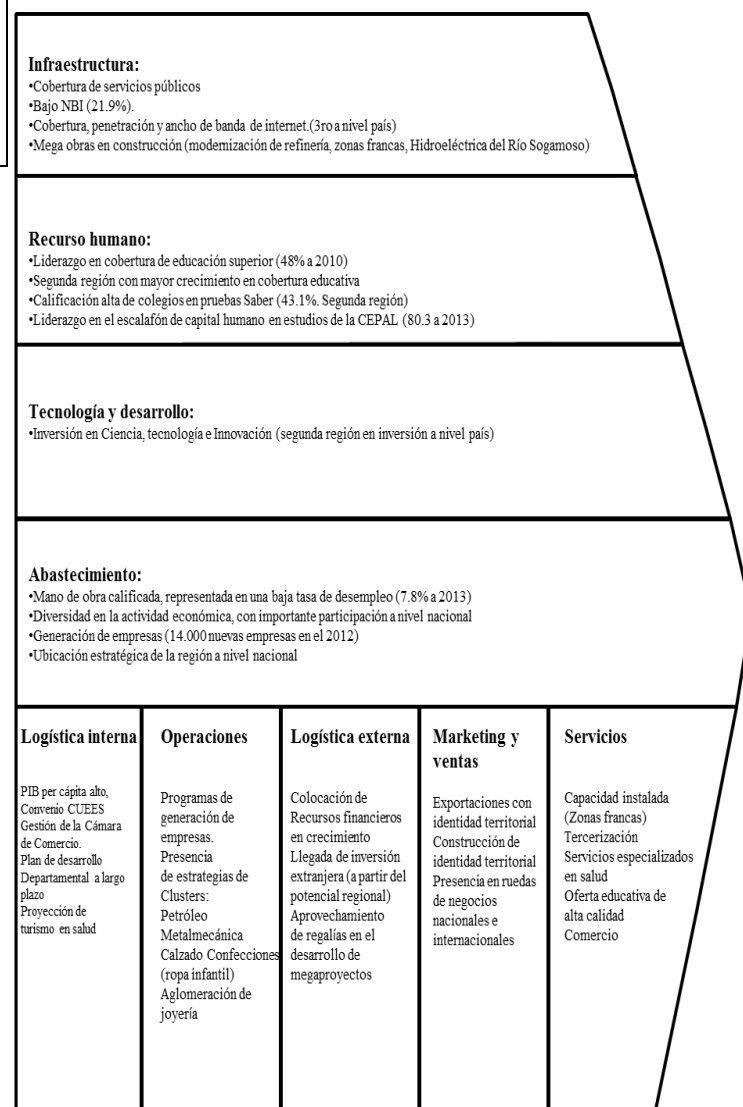 Infraestructura:
•Cobertura de servicios públicos
•Bajo NBI (21.9%).
•Cobertura, penetración y ancho de banda de internet.(3ro a nivel país)
•Mega obras en construcción (modernización de refinería, zonas francas, Hidroeléctrica del Río Sogamoso)
Recurso humano:
•Liderazgo en cobertura de educación superior (48% a 2010)
•Segunda región con mayor crecimiento en cobertura educativa
•Calificación alta de colegios en pruebas Saber (43.1%. Segunda región)
•Liderazgo en el escalafón de capital humano en estudios de la CEPAL (80.3 a 2013)
Tecnología y desarrollo:
•Inversión en Ciencia, tecnología e Innovación (segunda región en inversión a nivel país)
Abastecimiento:
•Mano de obra calificada, representada en una baja tasa de desempleo (7.8% a 2013)
•Diversidad en la actividad económica, con importante participación a nivel nacional
•Generación de empresas (14.000 nuevas empresas en el 2012)
•Ubicación estratégica de la región a nivel nacional
Logística interna
PIB per cápita alto,
Convenio CUEES
Gestión de la Cámara
de Comercio.
Plan de desarrollo
Departamental a largo
plazo
Proyección de
turismo en salud
Operaciones
Programas de
generación de
empresas.
Presencia
de estrategias de
Clusters:
Petróleo
Metalmecánica
Calzado Confecciones
(ropa infantil)
Aglomeración de
joyería
Logística externa
Colocación de
Recursos financieros
en crecimiento
Llegada de inversión
extranjera (a partir del
potencial regional)
Aprovechamiento
de regalías en el
desarrollo de
megaproyectos
Marketing y
ventas
Exportaciones con
identidad territorial
Construcción de
identidad territorial
Presencia en ruedas
de negocios
nacionales e
internacionales
Servicios
Capacidad instalada
(Zonas francas)
Tercerización
Servicios especializados
en salud
Oferta educativa de
alta calidad
Comercio